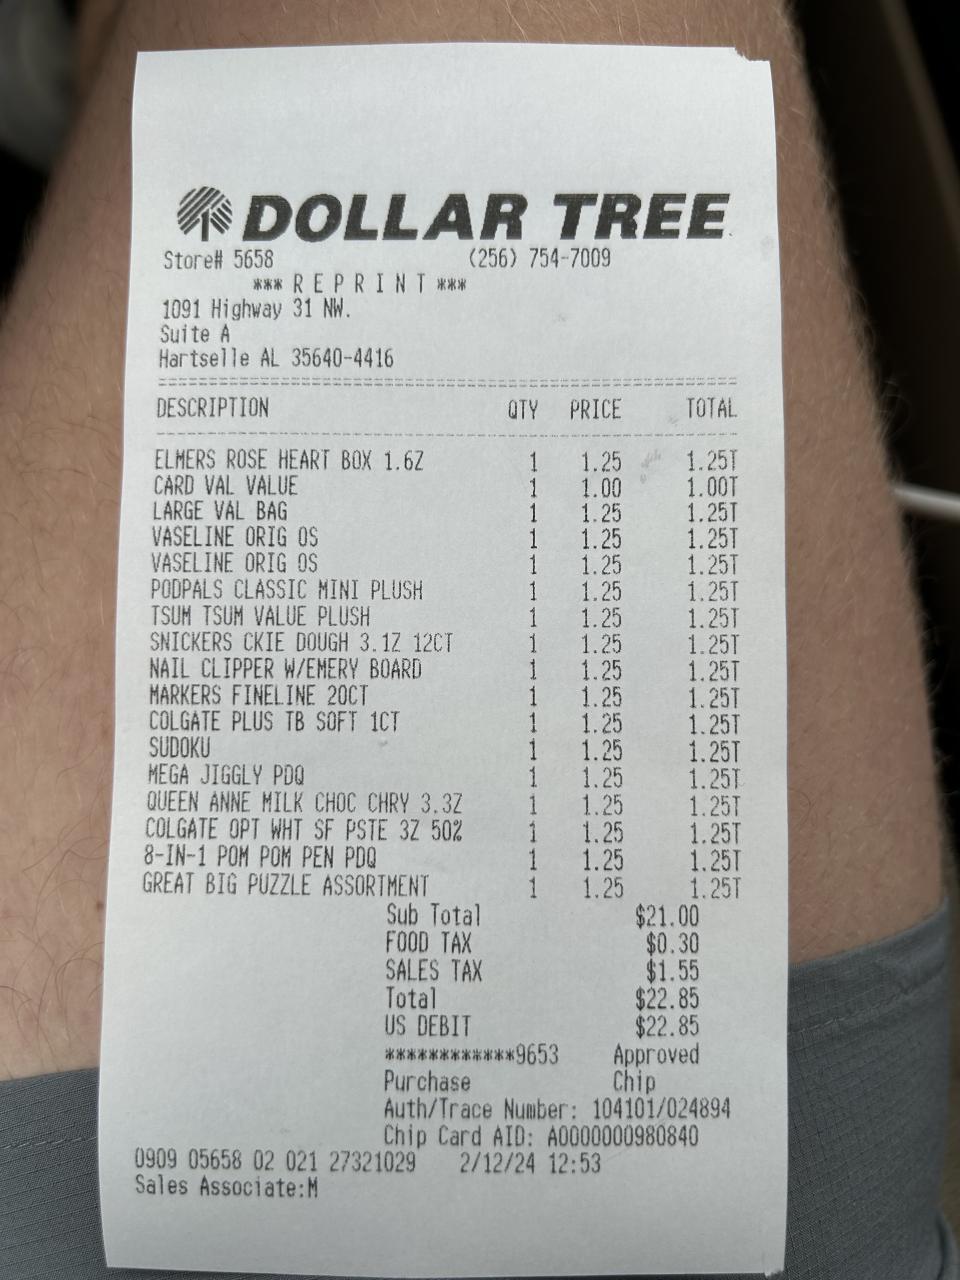 DOLLAR TREE
Store# 5658 (256) 754-7009
*** R E P R I N T ***
1091 Highway 31 NW.
Suite A
Hartselle AL 35640-4416
DESCRIPTION QTY PRICE TOTAL
ELMERS ROSE HEART BOX 1.6Z 1 1.25 1.25T
CARD VAL VALUE 1 1.00 1.00T
LARGE VAL BAG 1 1.25 1.25T
VASELINE ORIG OS 1 1.25 1.25T
VASELINE ORIG OS 1 1.25 1.25T
PODPALS CLASSIC MINI PLUSH 1 1.25 1.25T
TSUM TSUM VALUE PLUSH 1 1.25 1.25T
SNICKERS CKIE DOUGH 3.1Z 12CT 1 1.25 1.25T
NAIL CLIPPER W/EMERY BOARD 1 1.25 1.25T
MARKERS FINELINE 20CT 1 1.25 1.25T
COLGATE PLUS TB SOFT 1CT 1 1.25 1.25T
SUDOKU 1 1.25 1.25T
MEGA JIGGLY PDQ 1 1.25 1.25T
QUEEN ANNE MILK CHOC CHRY 3.3Z 1 1.25 1.25T
COLGATE OPT WHT SF PSTE 3Z 50% 1 1.25 1.25T
8-IN-1 POM POM PEN PDQ 1 1.25 1.25T
GREAT BIG PUZZLE ASSORTMENT 1 1.25 1.25T
Sub Total $21.00
FOOD TAX $0.30
SALES TAX $1.55
Total $22.85
US DEBIT $22.85
************9653 Approved
Purchase Chip
Auth/Trace Number: 104101/024894
Chip Card AID: A0000000980840
0909 05658 02 021 27321029 2/12/24 12:53
Sales Associate:M